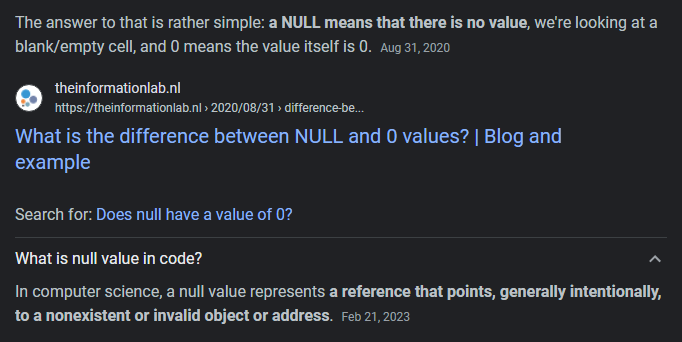 The answer to that is rather simple: a NULL means that there is no value, we're looking at a
blank/empty cell, and 0 means the value itself is 0. Aug 31, 2020
theinformationlab.nl
https://theinformationlab.nl › 2020/08/31 › difference-be...
What is the difference between NULL and 0 values? | Blog and
example
Search for: Does null have a value of 0?
What is null value in code?
In computer science, a null value represents a reference that points, generally intentionally,
to a nonexistent or invalid object or address. Feb 21, 2023